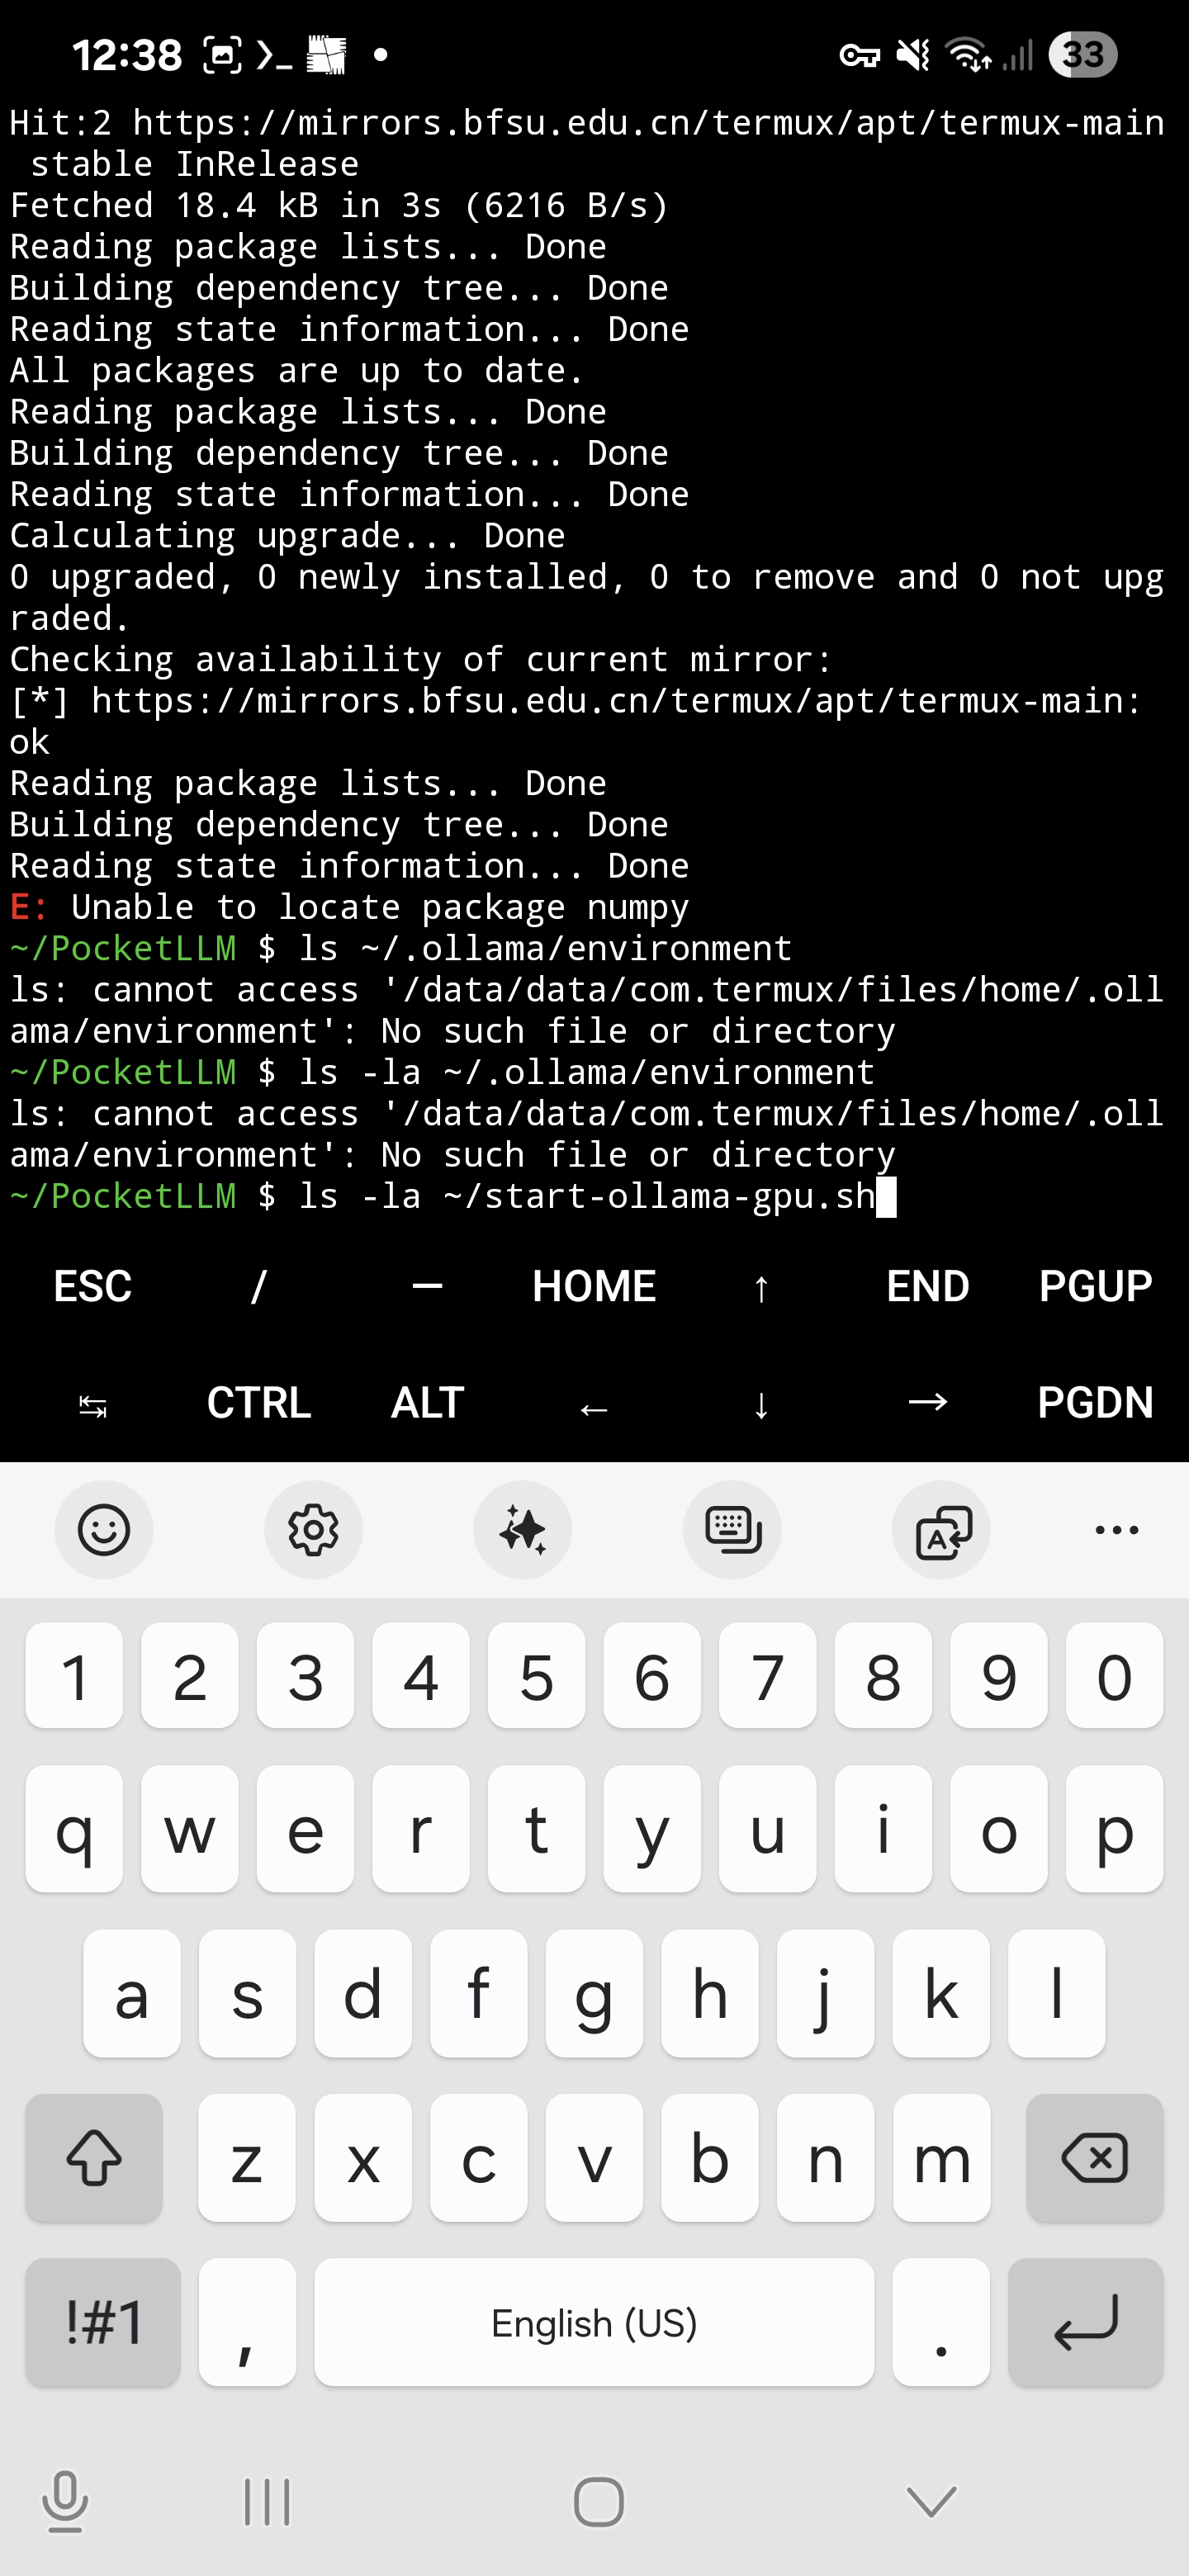 12:38
33
Hit:2 https://mirrors.bfsu.edu.cn/termux/apt/termux-main
 stable InRelease
Fetched 18.4 kB in 3s (6216 B/s)
Reading package lists... Done
Building dependency tree... Done
Reading state information... Done
All packages are up to date.
Reading package lists... Done
Building dependency tree... Done
Reading state information... Done
Calculating upgrade... Done
0 upgraded, 0 newly installed, 0 to remove and 0 not upg
raded.
Checking availability of current mirror:
[*] https://mirrors.bfsu.edu.cn/termux/apt/termux-main:
ok
Reading package lists... Done
Building dependency tree... Done
Reading state information... Done
E: Unable to locate package numpy
~/PocketLLM $ ls ~/.ollama/environment
ls: cannot access '/data/data/com.termux/files/home/.oll
ama/environment': No such file or directory
~/PocketLLM $ ls -la ~/.ollama/environment
ls: cannot access '/data/data/com.termux/files/home/.oll
ama/environment': No such file or directory
~/PocketLLM $ ls -la ~/start-ollama-gpu.sh
ESC / — HOME ↑ END PGUP
↹ CTRL ALT ← ↓ → PGDN
1 2 3 4 5 6 7 8 9 0
q w e r t y u i o p
a s d f g h j k l
z x c v b n m
!#1 , English (US) .